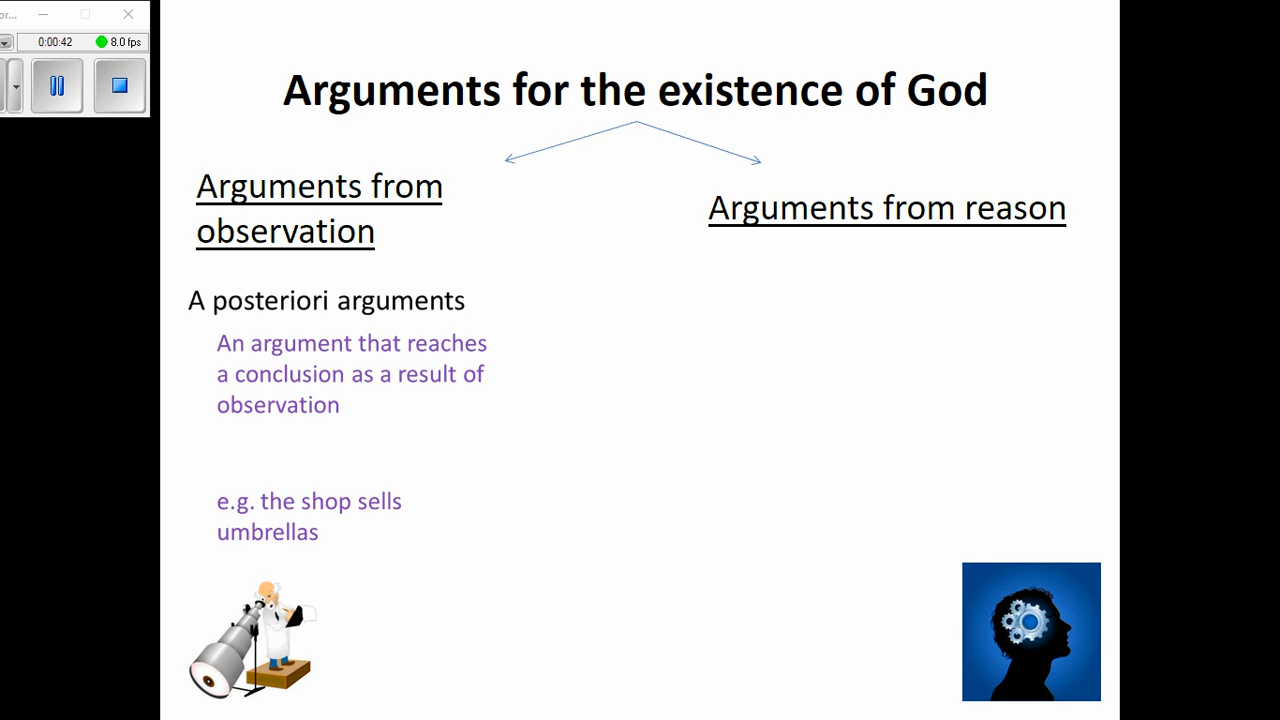 or...
0:00:42
8.0 fps
Arguments for the existence of God
Arguments from
observation
Arguments from reason
A posteriori arguments
An argument that reaches
a conclusion as a result of
observation
e.g. the shop sells
umbrellas